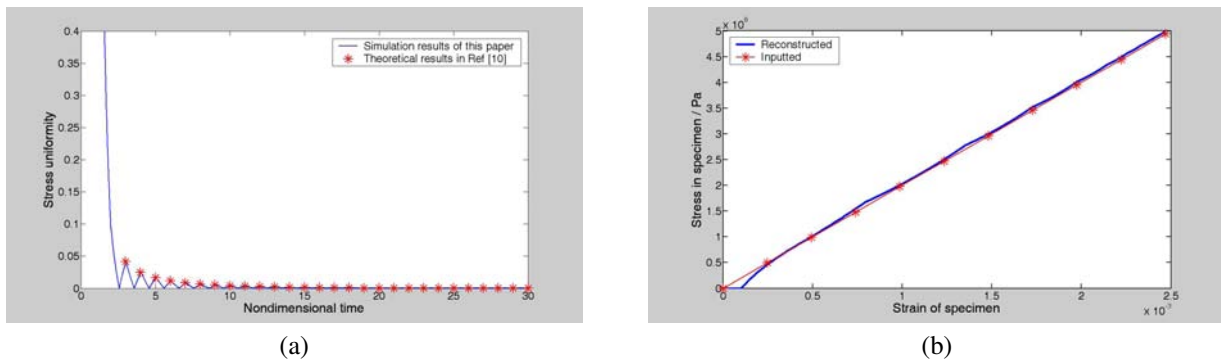 0.4
0.35
0.3
0.25
0.2
0.15
0.1
0.05
0
Stress uniformity
Simulation results of this paper
Theoretical results in Ref [10]
0 5 10 15 20 25 30
Nondimensional time
(a)
5
4.5
4
3.5
3
2.5
2
1.5
1
0.5
0
Stress in specimen / Pa
Reconstructed
Inputted
0 0.5 1 1.5 2 2.5
Strain of specimen
x 10⁻³
(b)